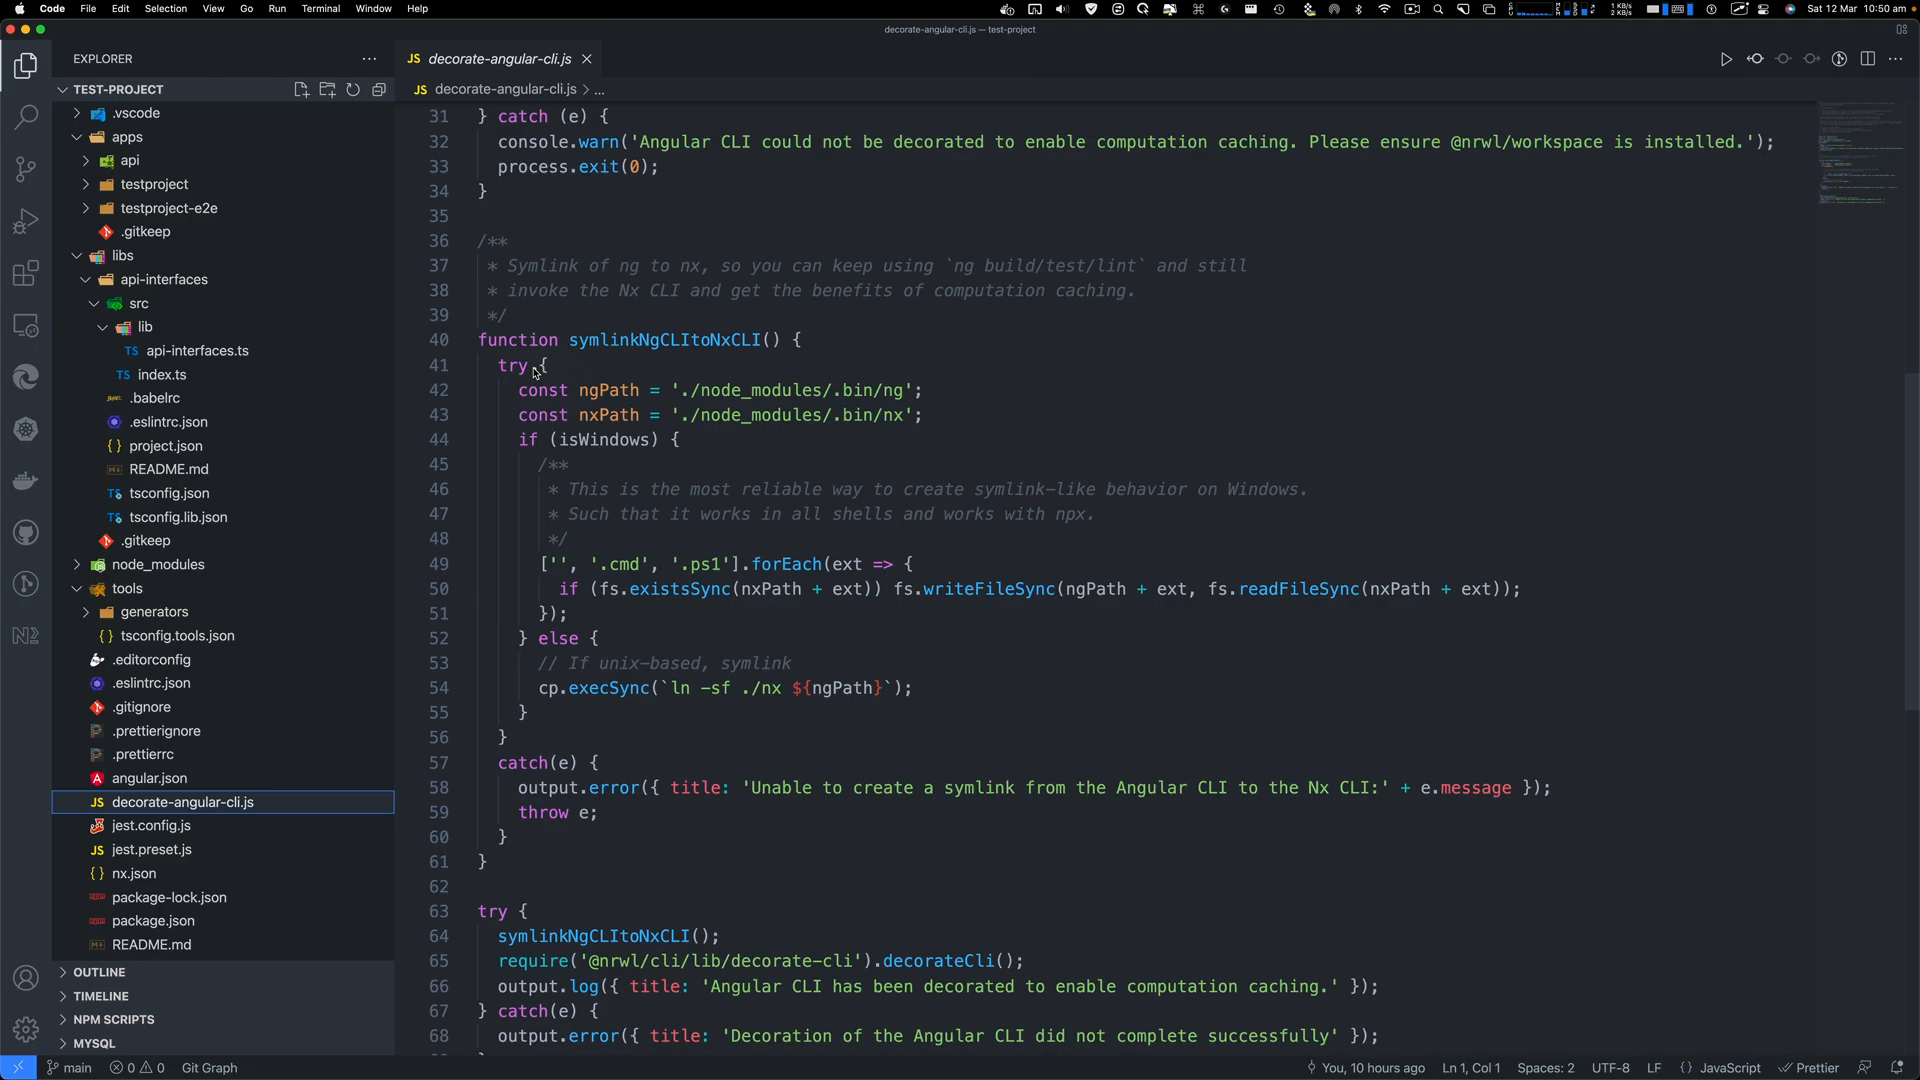 Code File Edit Selection View Go Run Terminal Window Help
1 KB/s
2 KB/s
Sat 12 Mar 10:50 am
decorate-angular-cli.js — test-project
EXPLORER
JS decorate-angular-cli.js
TEST-PROJECT
JS decorate-angular-cli.js > ...
.vscode
apps
api
testproject
testproject-e2e
.gitkeep
libs
api-interfaces
src
lib
TS api-interfaces.ts
TS index.ts
.babelrc
.eslintrc.json
{} project.json
README.md
TS tsconfig.json
TS tsconfig.lib.json
.gitkeep
node_modules
tools
generators
{} tsconfig.tools.json
.editorconfig
.eslintrc.json
.gitignore
.prettierignore
.prettierrc
angular.json
JS decorate-angular-cli.js
jest.config.js
JS jest.preset.js
{} nx.json
package-lock.json
package.json
README.md
OUTLINE
TIMELINE
NPM SCRIPTS
MYSQL
31 } catch (e) {
32 console.warn('Angular CLI could not be decorated to enable computation caching. Please ensure @nrwl/workspace is installed.');
33 process.exit(0);
34 }
35
36 /**
37 * Symlink of ng to nx, so you can keep using `ng build/test/lint` and still
38 * invoke the Nx CLI and get the benefits of computation caching.
39 */
40 function symlinkNgCLItoNxCLI() {
41 try {
42 const ngPath = './node_modules/.bin/ng';
43 const nxPath = './node_modules/.bin/nx';
44 if (isWindows) {
45 /**
46 * This is the most reliable way to create symlink-like behavior on Windows.
47 * Such that it works in all shells and works with npx.
48 */
49 ['', '.cmd', '.ps1'].forEach(ext => {
50 if (fs.existsSync(nxPath + ext)) fs.writeFileSync(ngPath + ext, fs.readFileSync(nxPath + ext));
51 });
52 } else {
53 // If unix-based, symlink
54 cp.execSync(`ln -sf ./nx ${ngPath}`);
55 }
56 }
57 catch(e) {
58 output.error({ title: 'Unable to create a symlink from the Angular CLI to the Nx CLI:' + e.message });
59 throw e;
60 }
61 }
62
63 try {
64 symlinkNgCLItoNxCLI();
65 require('@nrwl/cli/lib/decorate-cli').decorateCli();
66 output.log({ title: 'Angular CLI has been decorated to enable computation caching.' });
67 } catch(e) {
68 output.error({ title: 'Decoration of the Angular CLI did not complete successfully' });
main 0 0 Git Graph
You, 10 hours ago Ln 1, Col 1 Spaces: 2 UTF-8 LF {} JavaScript Prettier